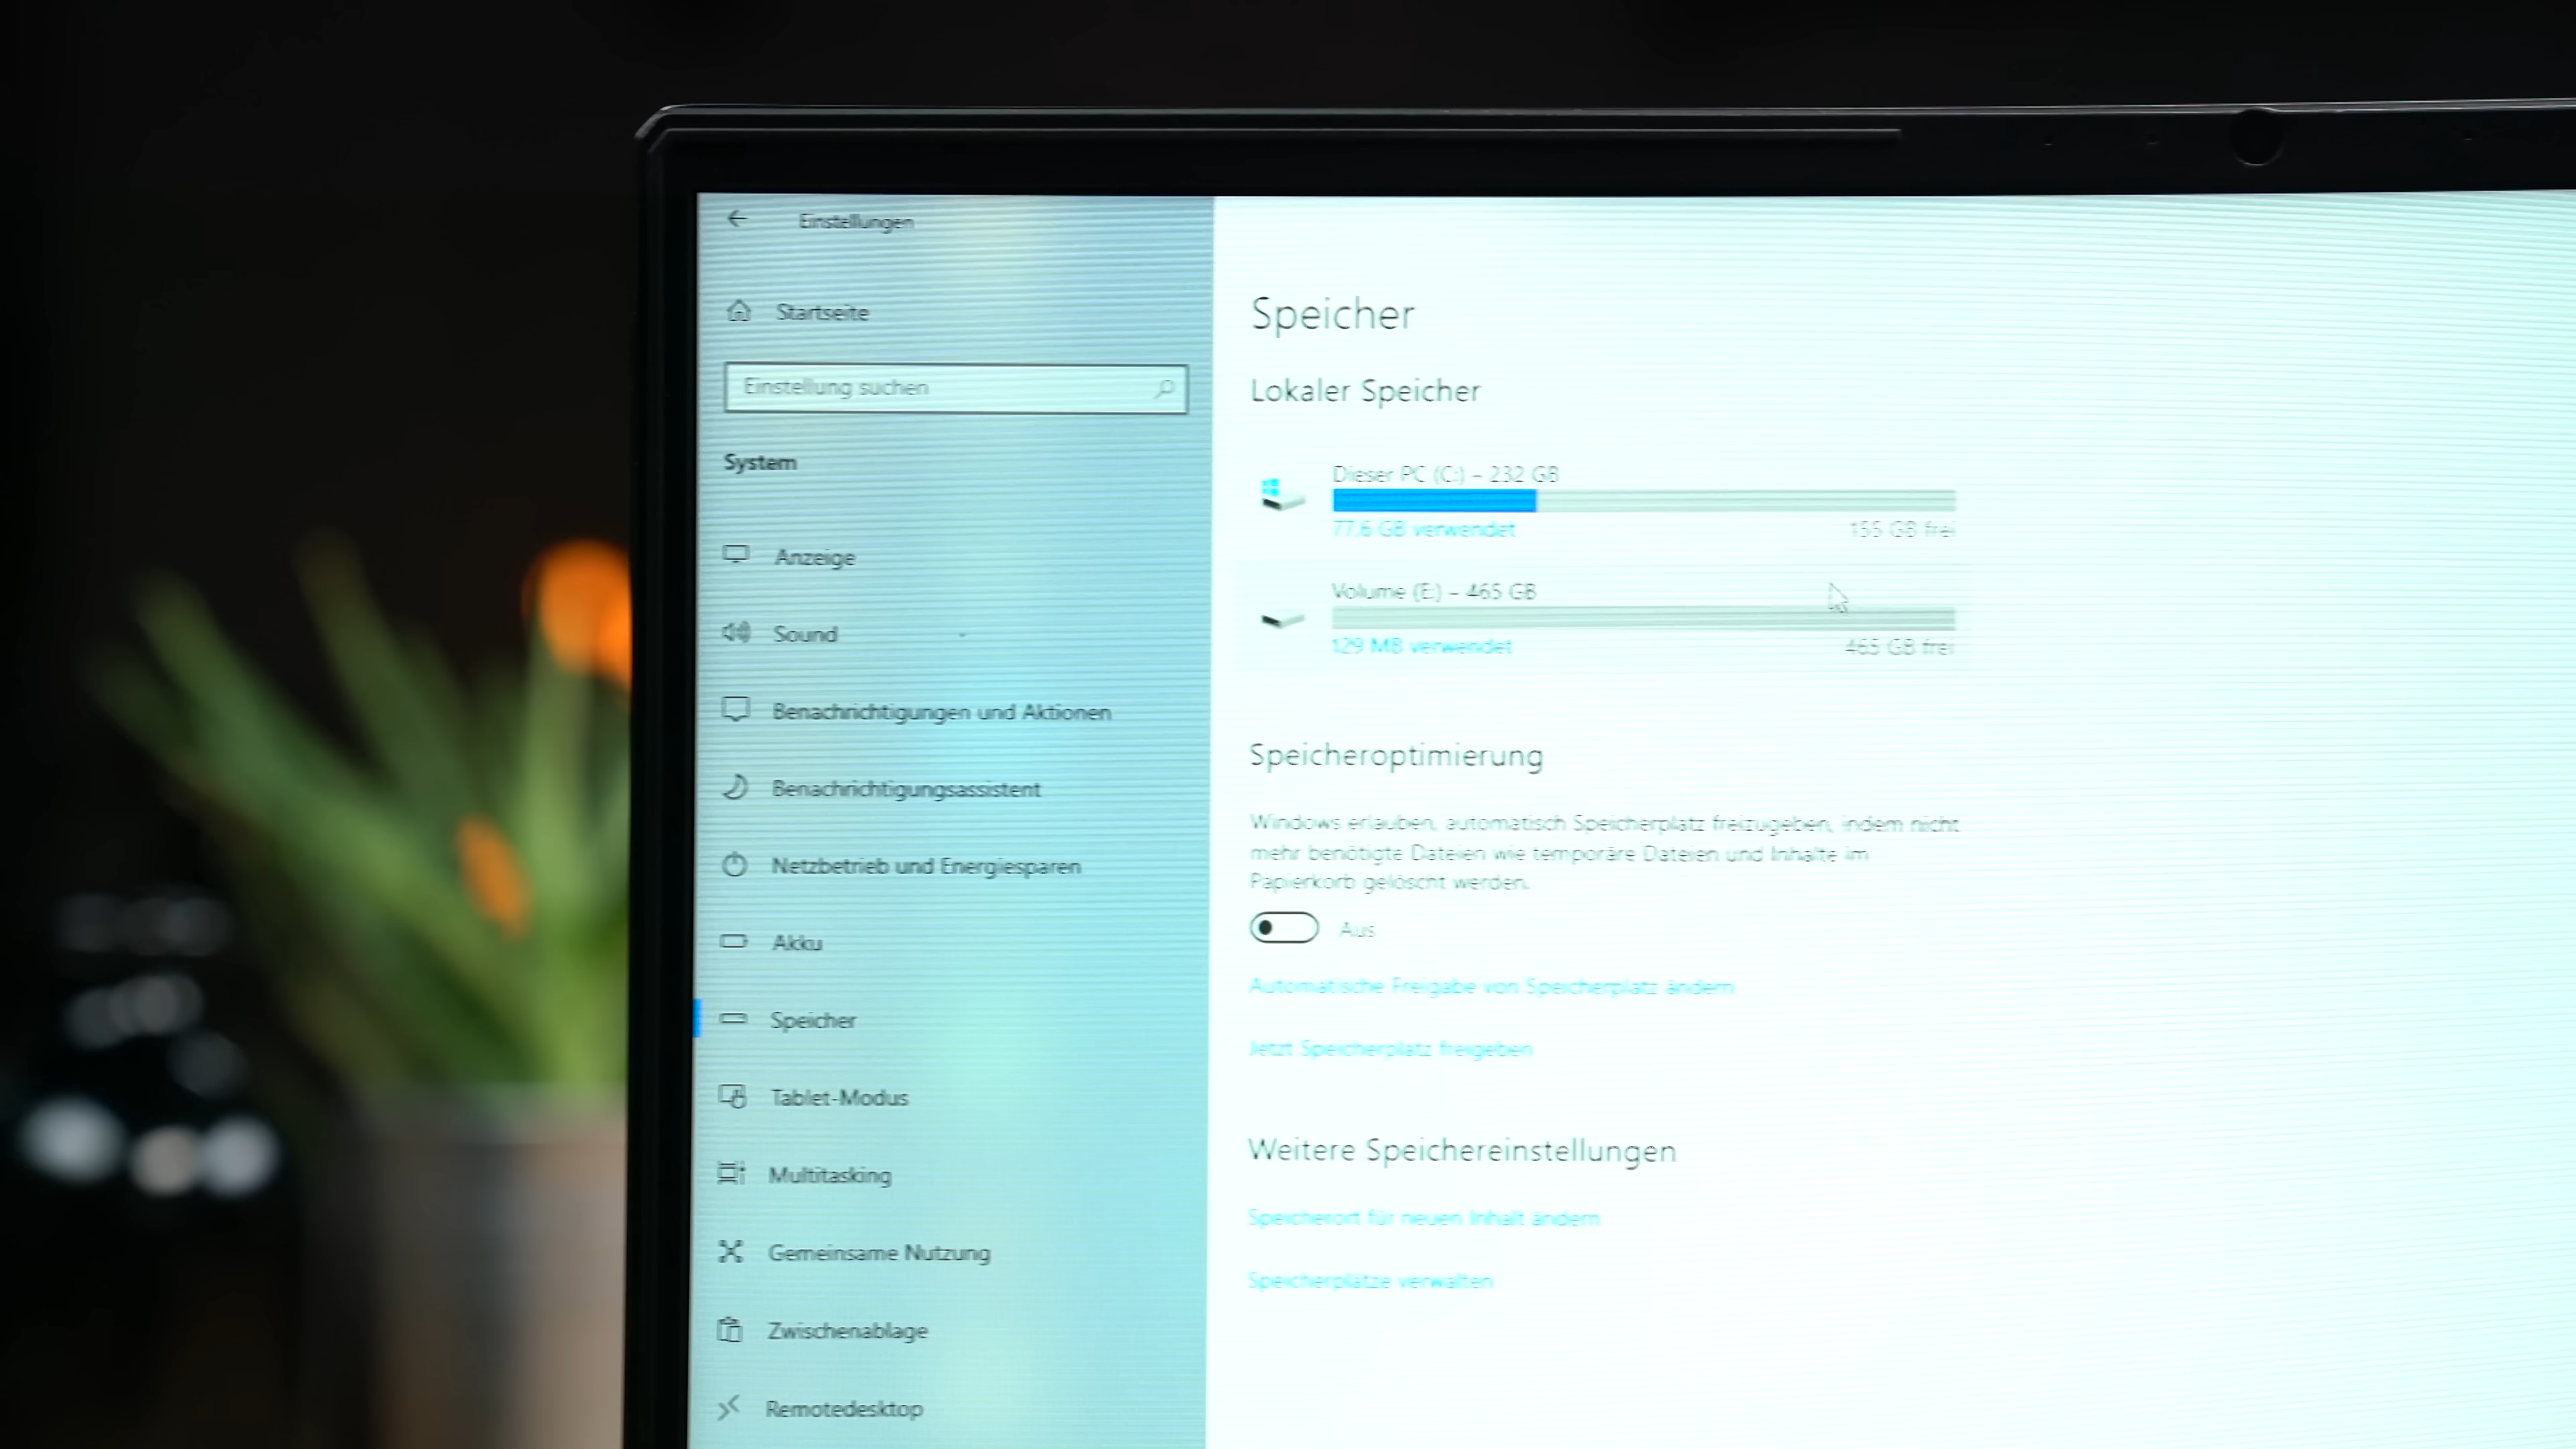 Einstellungen
Startseite
Einstellung suchen
System
Anzeige
Sound
Benachrichtigungen und Aktionen
Benachrichtigungsassistent
Netzbetrieb und Energiesparen
Akku
Speicher
Tablet-Modus
Multitasking
Gemeinsame Nutzung
Zwischenablage
Remotedesktop
Speicher
Lokaler Speicher
Dieser PC (C:) – 232 GB
77,6 GB verwendet
155 GB frei
Volume (E:) – 465 GB
129 MB verwendet
465 GB frei
Speicheroptimierung
Windows erlauben, automatisch Speicherplatz freizugeben, indem nicht
mehr benötigte Dateien wie temporäre Dateien und Inhalte im
Papierkorb gelöscht werden.
Aus
Automatische Freigabe von Speicherplatz ändern
Jetzt Speicherplatz freigeben
Weitere Speichereinstellungen
Speicherort für neuen Inhalt ändern
Speicherplätze verwalten